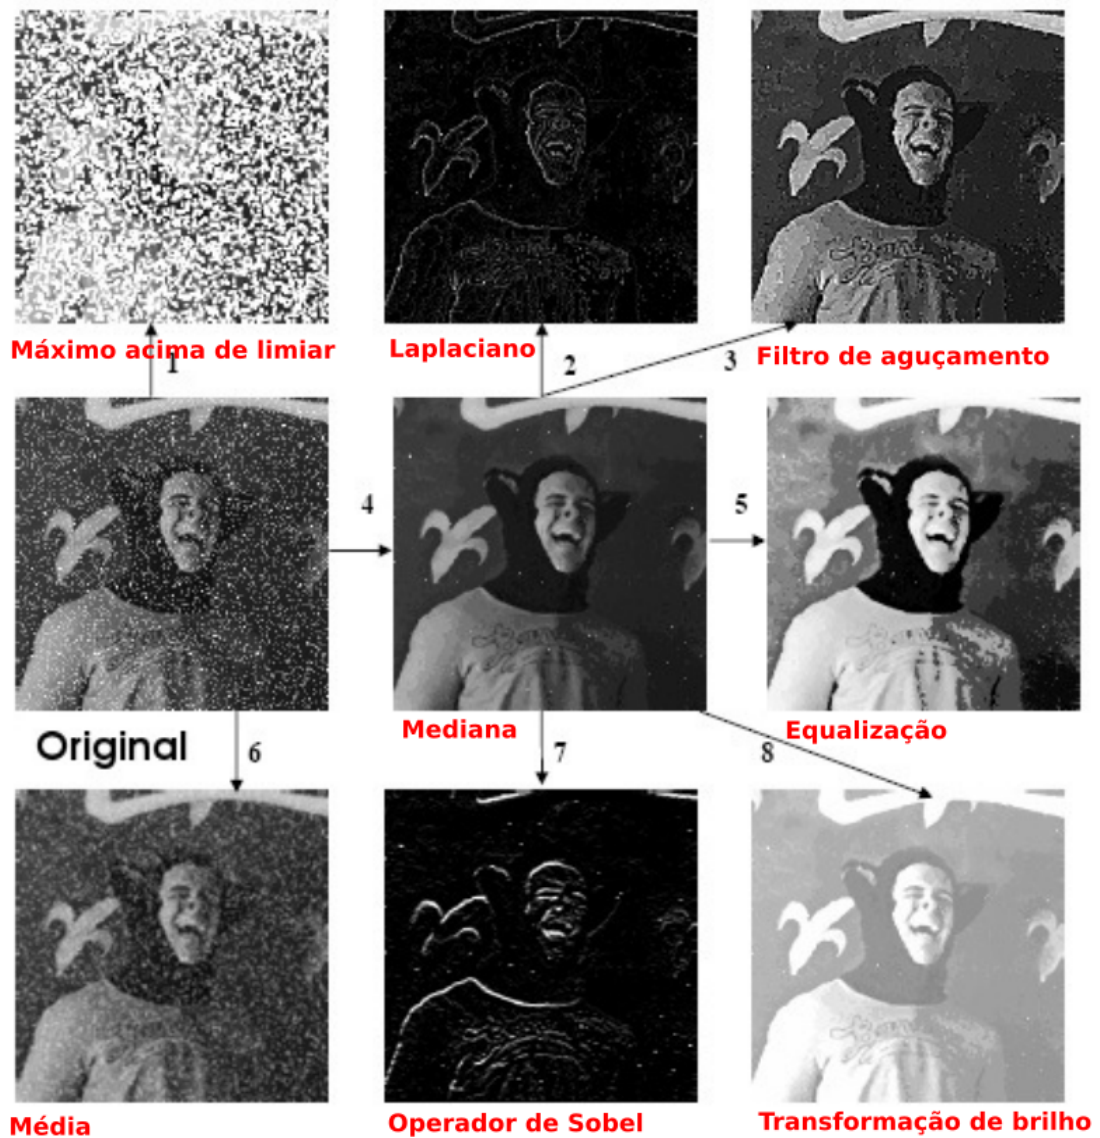 Máximo acima de limiar
1
Laplaciano
2
3
Filtro de aguçamento
4
5
Original
6
Mediana
7
8
Equalização
Média
Operador de Sobel
Transformação de brilho